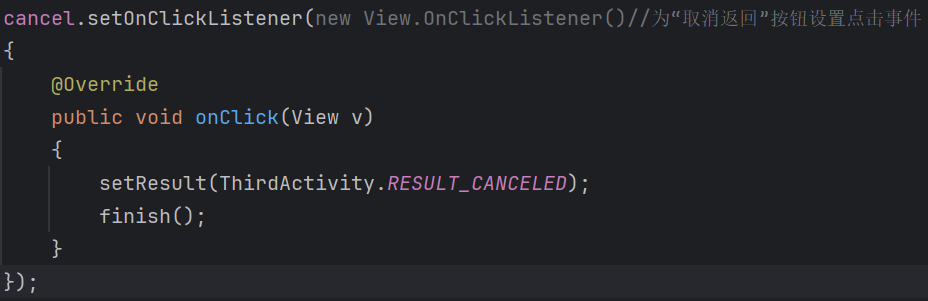 cancel.setOnClickListener(new View.OnClickListener()//为“取消返回”按钮设置点击事件
{
    @Override
    public void onClick(View v)
    {
        setResult(ThirdActivity.RESULT_CANCELED);
        finish();
    }
});